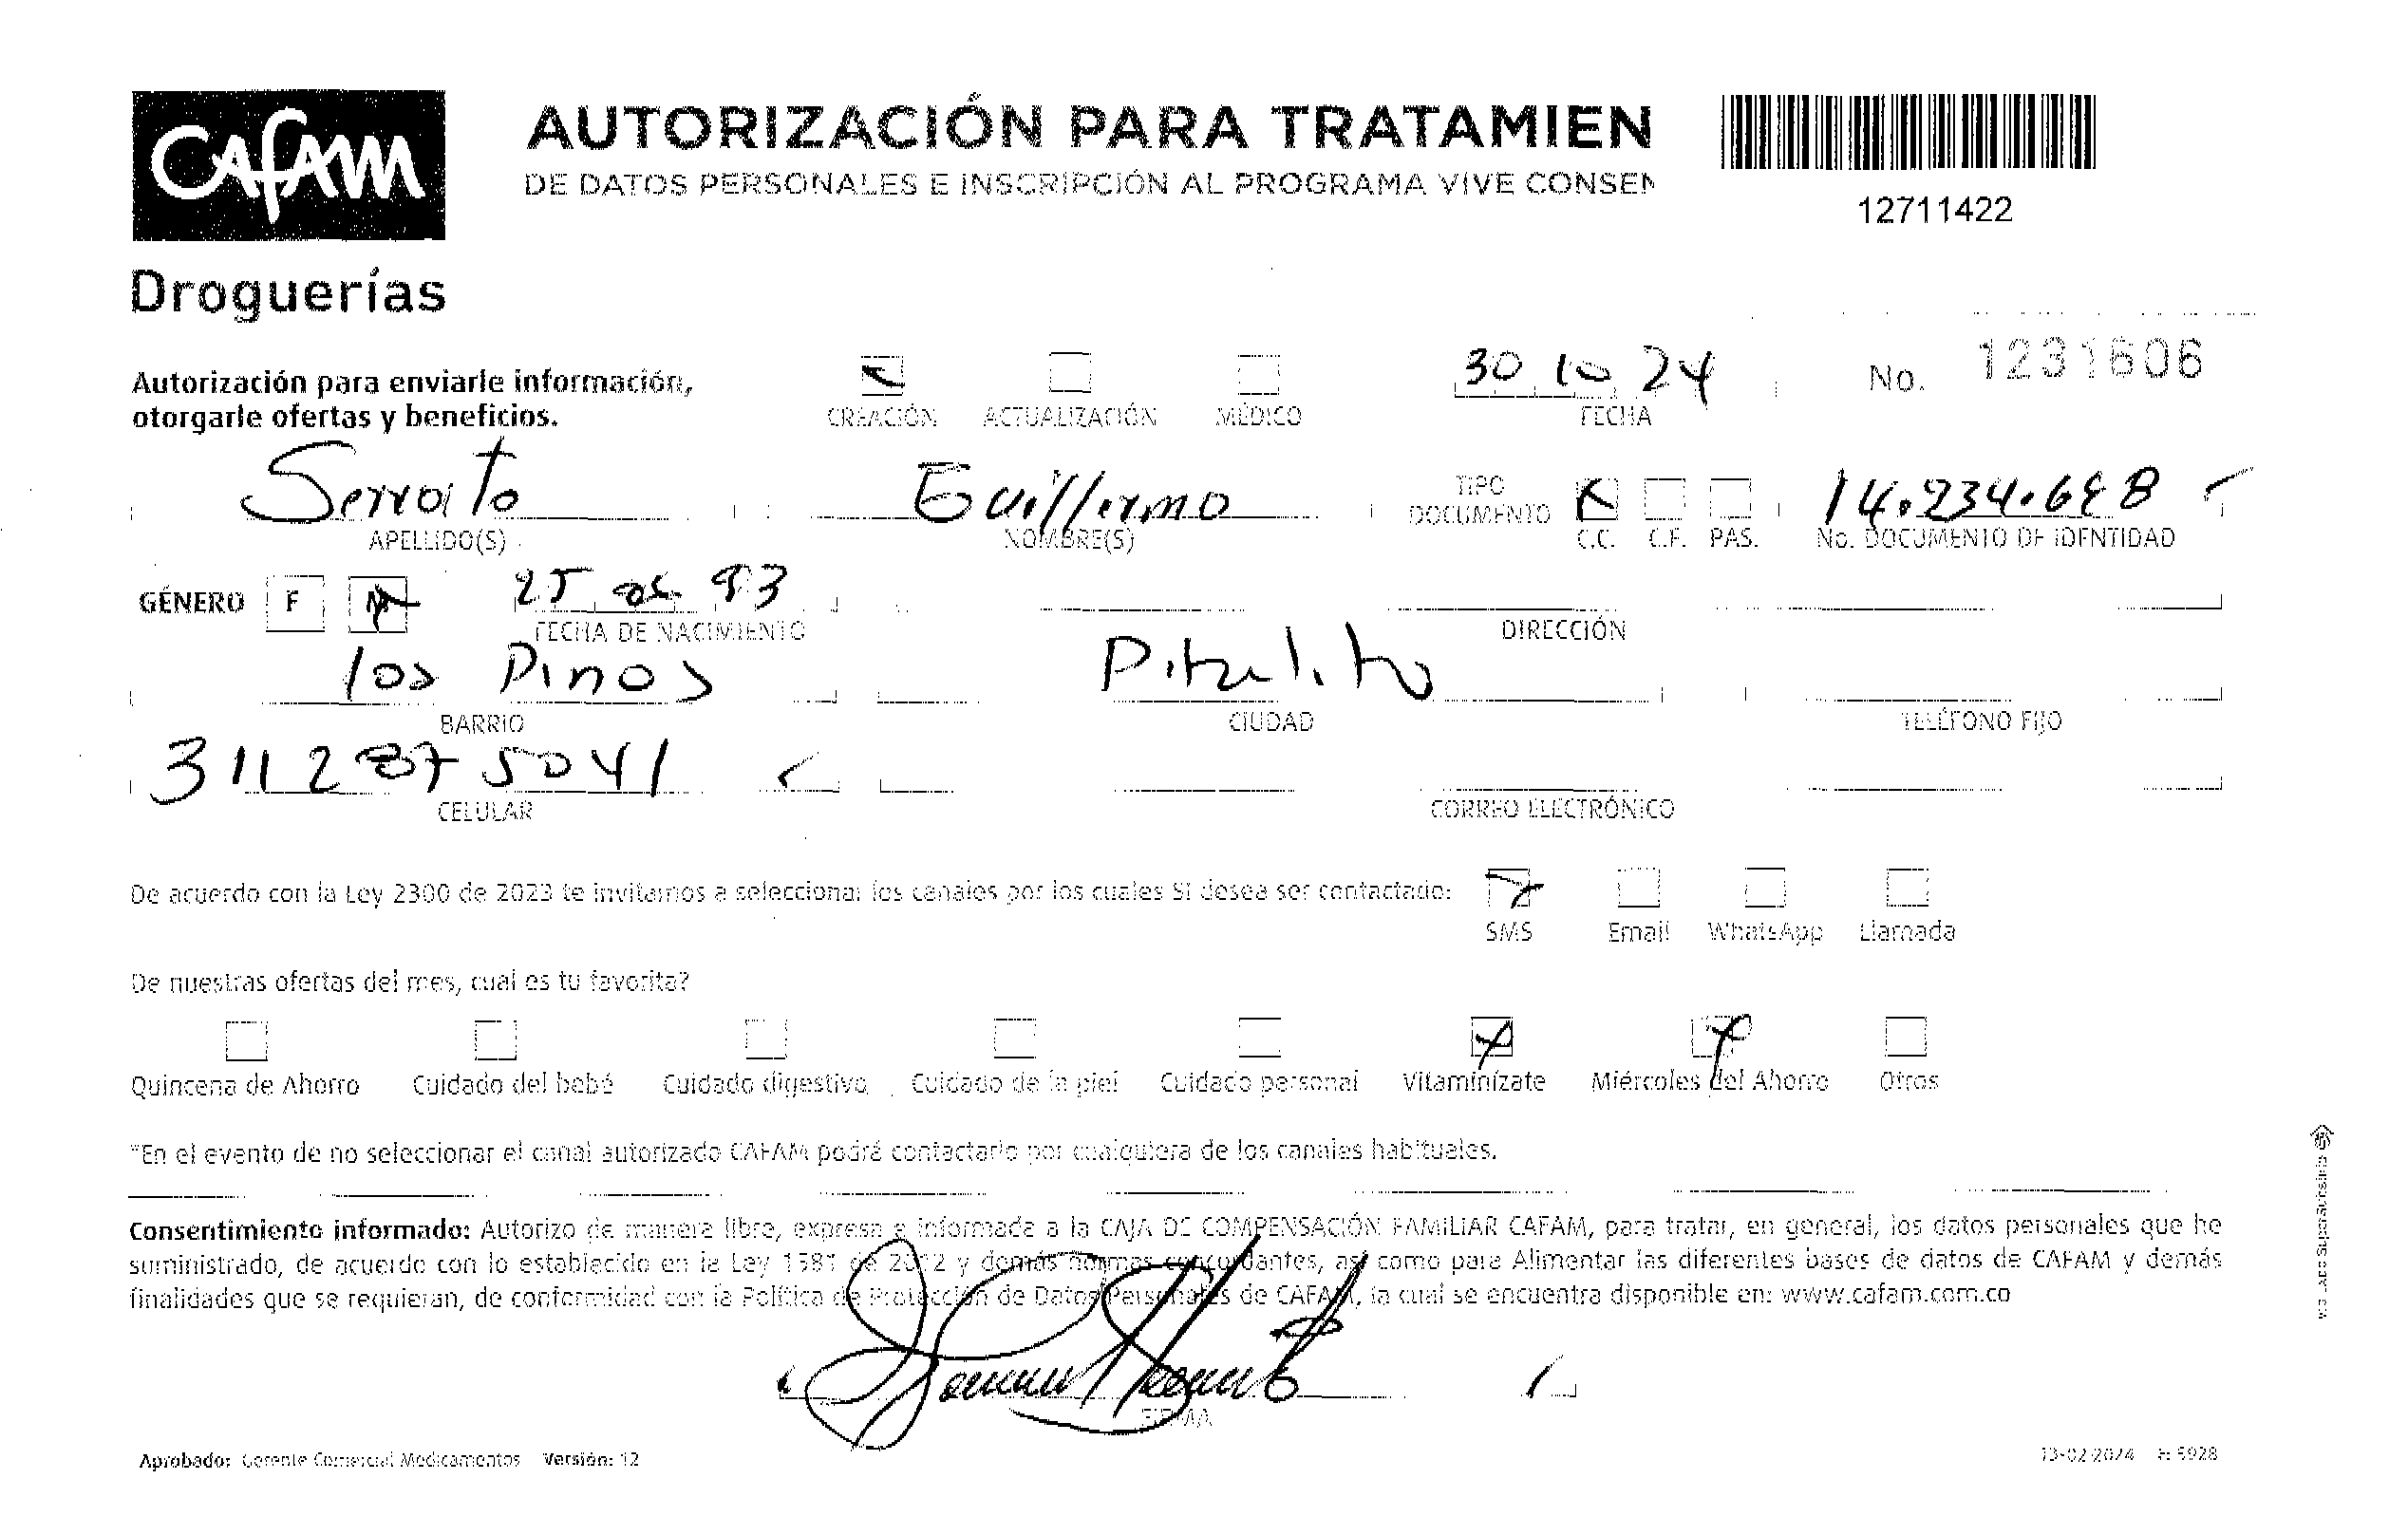 CAFAM
Droguerías
AUTORIZACIÓN PARA TRATAMIEN
DE DATOS PERSONALES E INSCRIPCIÓN AL PROGRAMA VIVE CONSEN
12711422
Autorización para enviarle información,
otorgarle ofertas y beneficios.
CREACIÓN ACTUALIZACIÓN MÉDICO
30 10 24
FECHA
No. 1231606
Serrato Guillermo
TIPO DOCUMENTO
C.C. C.E. PAS.
APELLIDO(S) NOMBRE(S) No. DOCUMENTO DE IDENTIDAD
GÉNERO F M 25
FECHA DE NACIMIENTO DIRECCIÓN
los Pinos Pitalito
BARRIO CIUDAD TELÉFONO FIJO
311 287 5041
CELULAR CORREO ELECTRÓNICO
De acuerdo con la Ley 2300 de 2023 te invitamos a seleccionar los canales por los cuales SI desea ser contactado:
SMS Email WhatsApp Llamada
De nuestras ofertas del mes, cual es tu favorita?
Quincena de Ahorro Cuidado del bebé Cuidado digestivo Cuidado de la piel Cuidado personal Vitaminízate Miércoles del Ahorro Otros
*En el evento de no seleccionar el canal autorizado CAFAM podrá contactarlo por cualquiera de los canales habituales.
Consentimiento informado: Autorizo de manera libre, expresa e informada a la CAJA DE COMPENSACIÓN FAMILIAR CAFAM, para tratar, en general, los datos personales que he
suministrado, de acuerdo con lo establecido en la Ley 1581 de 2012 y demás normas concordantes, así como para Alimentar las diferentes bases de datos de CAFAM y demás
finalidades que se requieran, de conformidad con la Política de Protección de Datos Personales de CAFAM, la cual se encuentra disponible en: www.cafam.com.co
FIRMA
Aprobado: Gerente Comercial Medicamentos Versión: 12
13-02-2024 F: 5928